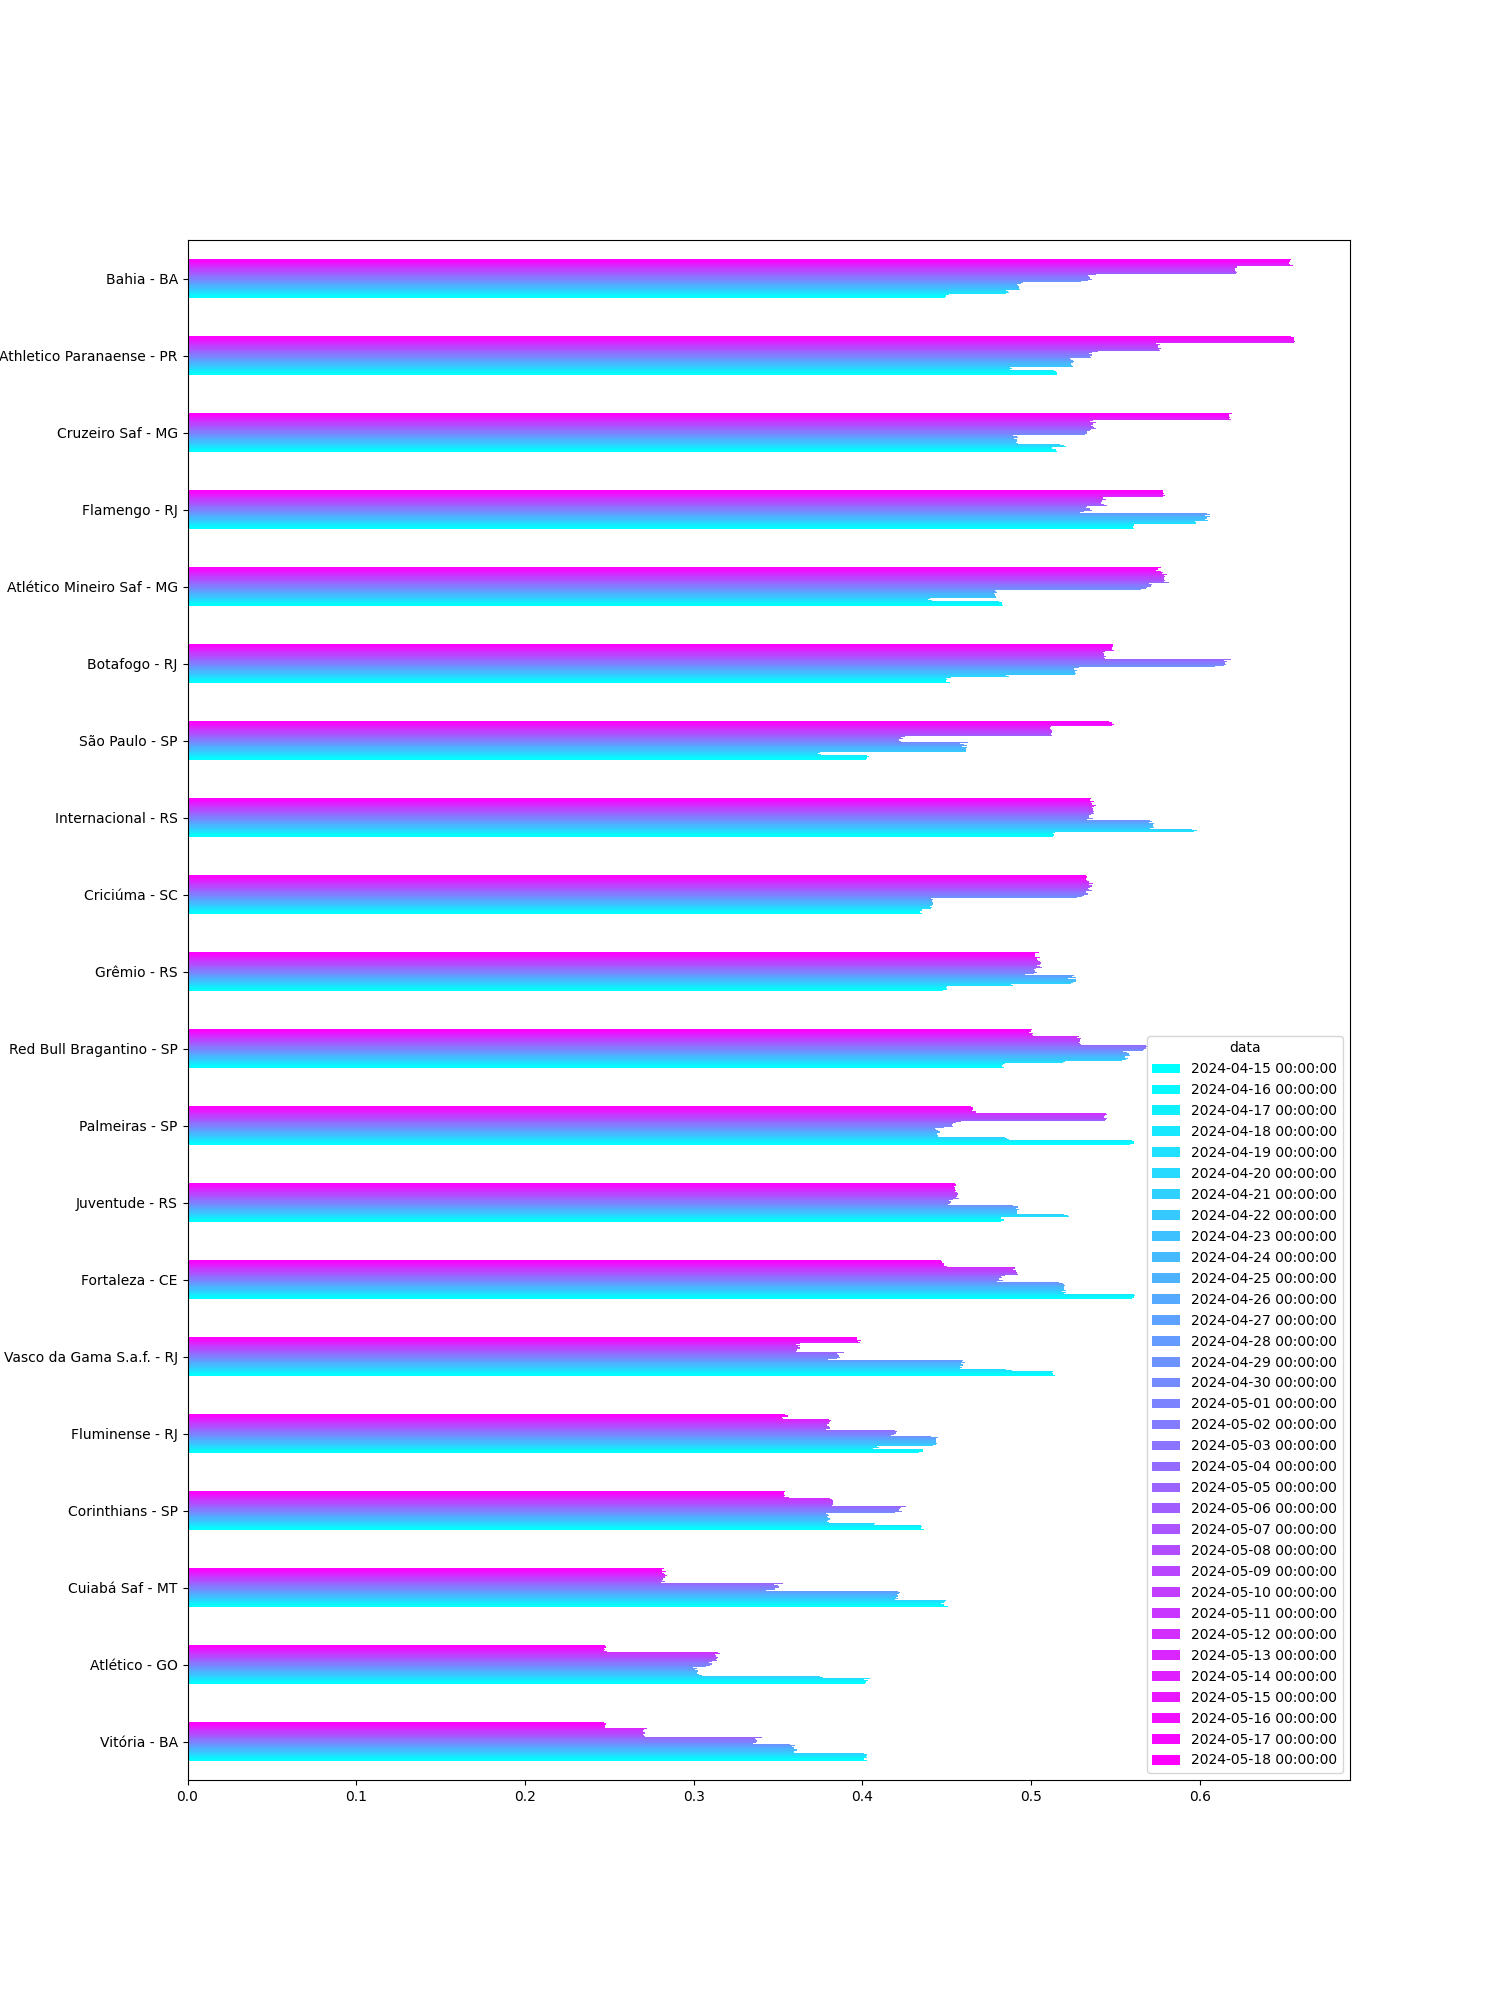 Bahia - BA
Athletico Paranaense - PR
Cruzeiro Saf - MG
Flamengo - RJ
Atlético Mineiro Saf - MG
Botafogo - RJ
São Paulo - SP
Internacional - RS
Criciúma - SC
Grêmio - RS
Red Bull Bragantino - SP
Palmeiras - SP
Juventude - RS
Fortaleza - CE
Vasco da Gama S.a.f. - RJ
Fluminense - RJ
Corinthians - SP
Cuiabá Saf - MT
Atlético - GO
Vitória - BA
data
2024-04-15 00:00:00
2024-04-16 00:00:00
2024-04-17 00:00:00
2024-04-18 00:00:00
2024-04-19 00:00:00
2024-04-20 00:00:00
2024-04-21 00:00:00
2024-04-22 00:00:00
2024-04-23 00:00:00
2024-04-24 00:00:00
2024-04-25 00:00:00
2024-04-26 00:00:00
2024-04-27 00:00:00
2024-04-28 00:00:00
2024-04-29 00:00:00
2024-04-30 00:00:00
2024-05-01 00:00:00
2024-05-02 00:00:00
2024-05-03 00:00:00
2024-05-04 00:00:00
2024-05-05 00:00:00
2024-05-06 00:00:00
2024-05-07 00:00:00
2024-05-08 00:00:00
2024-05-09 00:00:00
2024-05-10 00:00:00
2024-05-11 00:00:00
2024-05-12 00:00:00
2024-05-13 00:00:00
2024-05-14 00:00:00
2024-05-15 00:00:00
2024-05-16 00:00:00
2024-05-17 00:00:00
2024-05-18 00:00:00
0.0 0.1 0.2 0.3 0.4 0.5 0.6